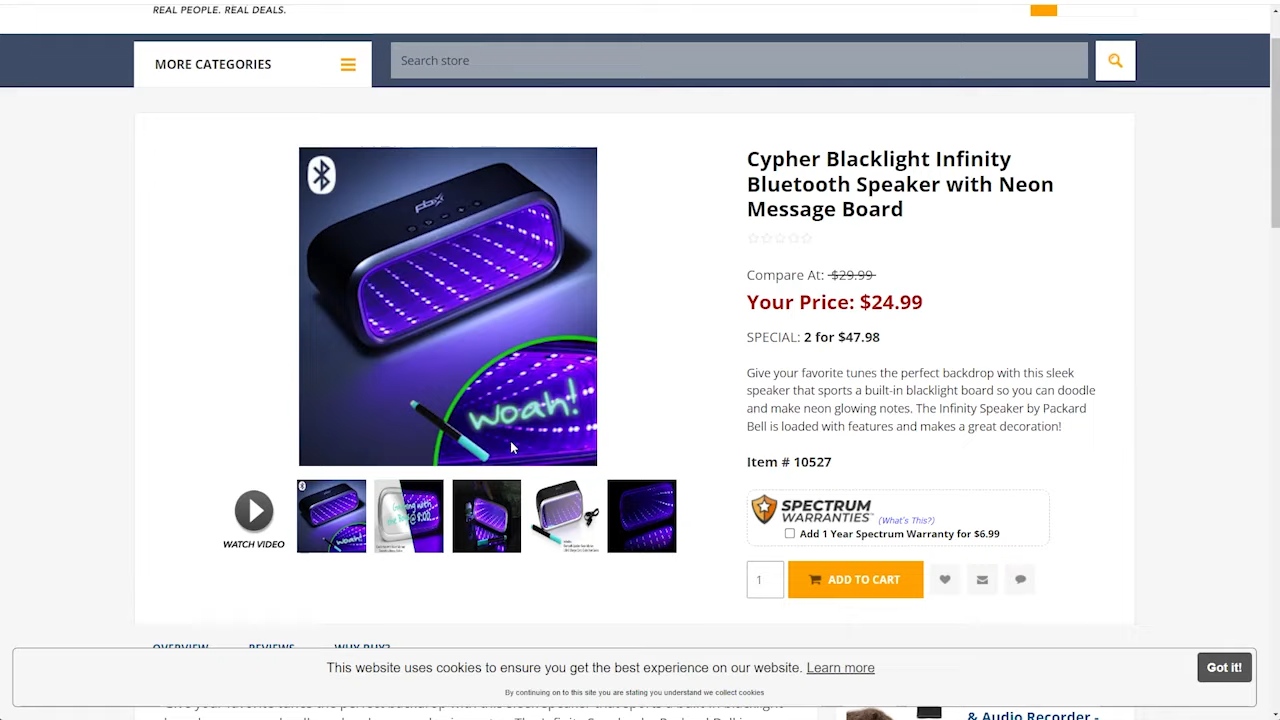 REAL PEOPLE. REAL DEALS.
MORE CATEGORIES
Search store
pbx
woah!
WATCH VIDEO
Cypher Blacklight Infinity
Bluetooth Speaker with Neon
Message Board
Compare At: $29.99
Your Price: $24.99
SPECIAL: 2 for $47.98
Give your favorite tunes the perfect backdrop with this sleek
speaker that sports a built-in blacklight board so you can doodle
and make neon glowing notes. The Infinity Speaker by Packard
Bell is loaded with features and makes a great decoration!
Item # 10527
SPECTRUM
WARRANTIES (What's This?)
Add 1 Year Spectrum Warranty for $6.99
1
ADD TO CART
OVERVIEW REVIEWS WHY BUY?
This website uses cookies to ensure you get the best experience on our website. Learn more
Got it!
By continuing on to this site you are stating you understand we collect cookies
& Audio Recorder -